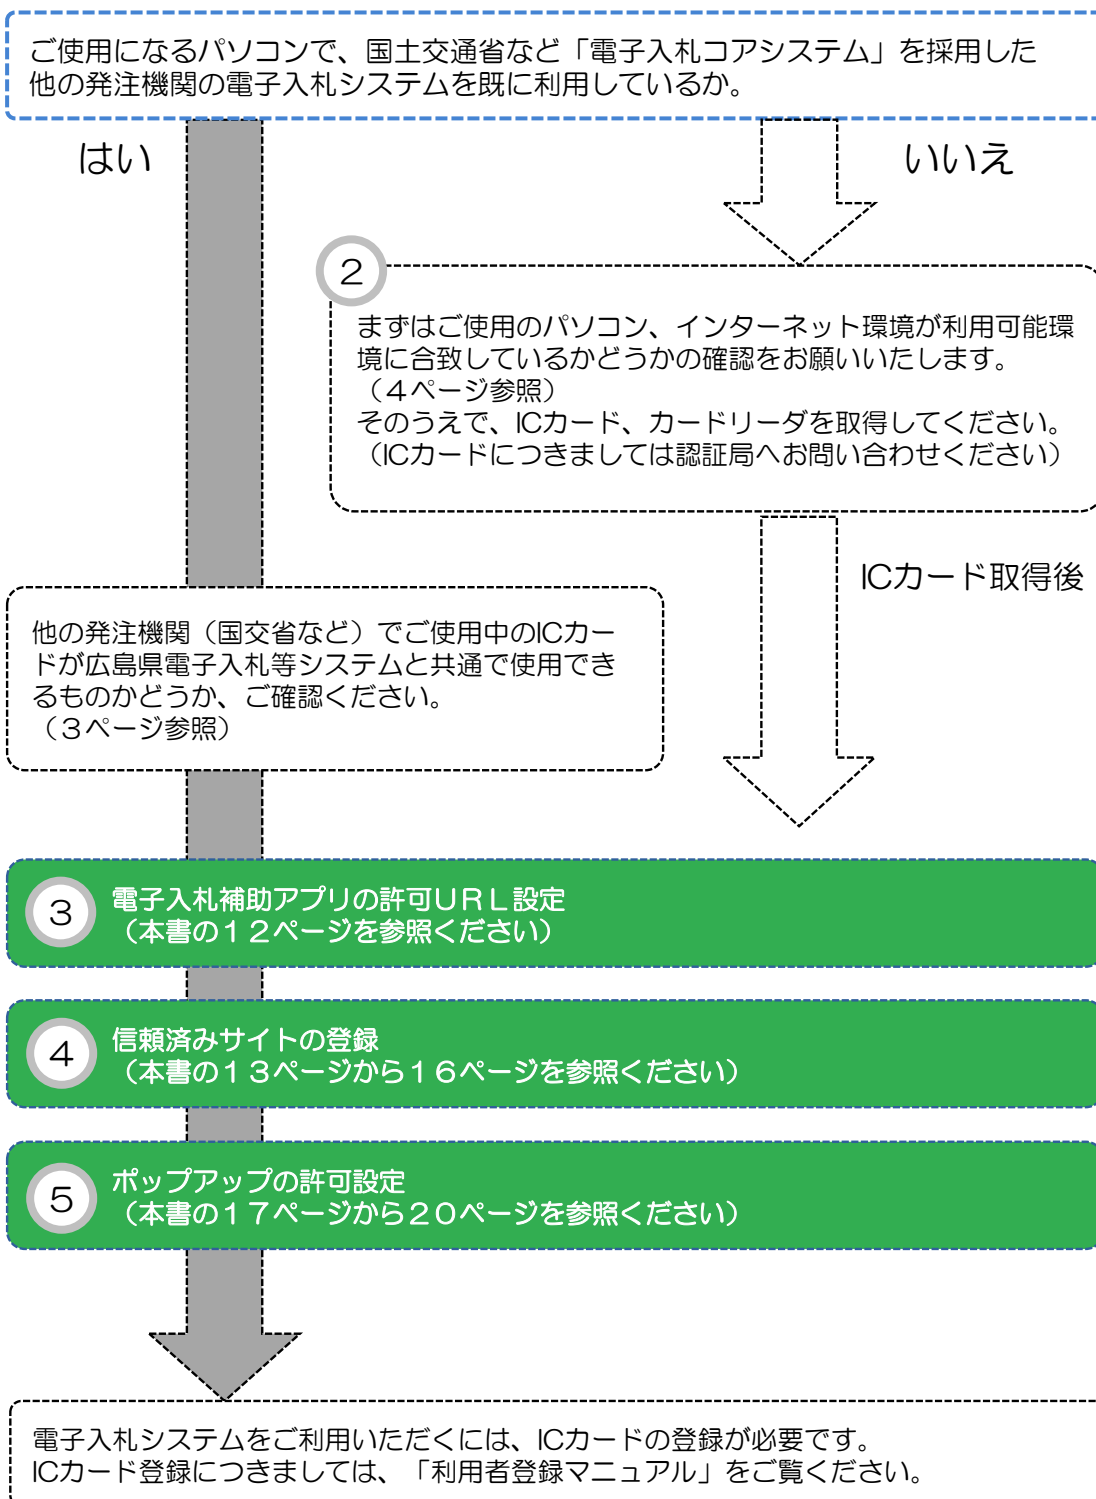 ご使用になるパソコンで、国土交通省など「電子入札コアシステム」を採用した
他の発注機関の電子入札システムを既に利用しているか。
はい
いいえ
2
まずはご使用のパソコン、インターネット環境が利用可能環
境に合致しているかどうかの確認をお願いいたします。
（４ページ参照）
そのうえで、ICカード、カードリーダを取得してください。
（ICカードにつきましては認証局へお問い合わせください）
ICカード取得後
他の発注機関（国交省など）でご使用中のICカー
ドが広島県電子入札等システムと共通で使用でき
るものかどうか、ご確認ください。
（３ページ参照）
3
電子入札補助アプリの許可ＵＲＬ設定
（本書の１２ページを参照ください）
4
信頼済みサイトの登録
（本書の１３ページから１６ページを参照ください）
5
ポップアップの許可設定
（本書の１７ページから２０ページを参照ください）
電子入札システムをご利用いただくには、ICカードの登録が必要です。
ICカード登録につきましては、「利用者登録マニュアル」をご覧ください。